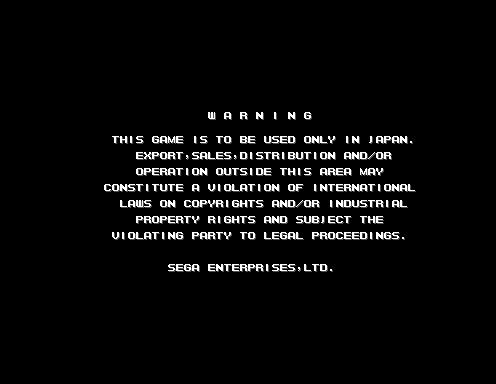 W A R N I N G
THIS GAME IS TO BE USED ONLY IN JAPAN.
EXPORT,SALES,DISTRIBUTION AND/OR
OPERATION OUTSIDE THIS AREA MAY
CONSTITUTE A VIOLATION OF INTERNATIONAL
LAWS ON COPYRIGHTS AND/OR INDUSTRIAL
PROPERTY RIGHTS AND SUBJECT THE
VIOLATING PARTY TO LEGAL PROCEEDINGS.
SEGA ENTERPRISES,LTD.